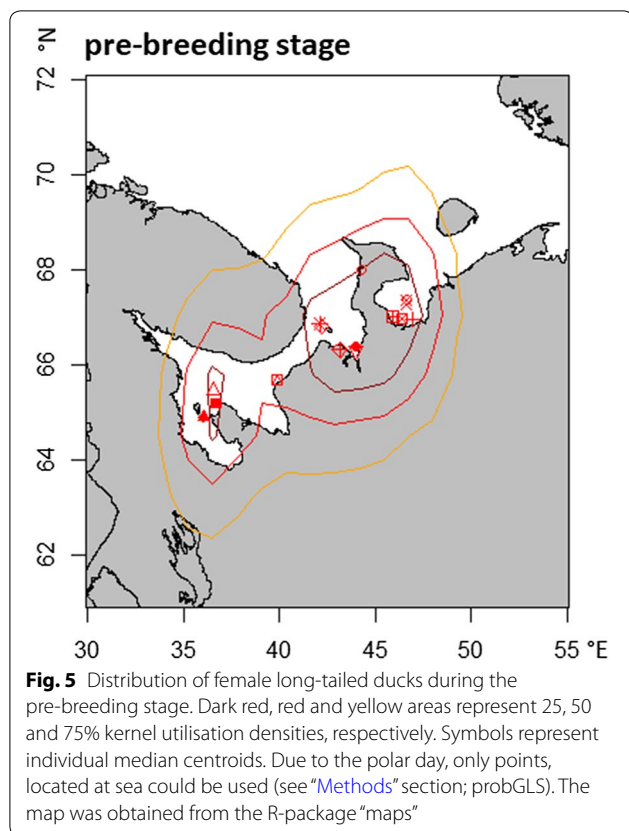 °N
pre-breeding stage
72
70
68
66
64
62
30 35 40 45 50 55 °E
Fig. 5 Distribution of female long-tailed ducks during the
pre-breeding stage. Dark red, red and yellow areas represent 25, 50
and 75% kernel utilisation densities, respectively. Symbols represent
individual median centroids. Due to the polar day, only points,
located at sea could be used (see “Methods” section; probGLS). The
map was obtained from the R-package “maps”